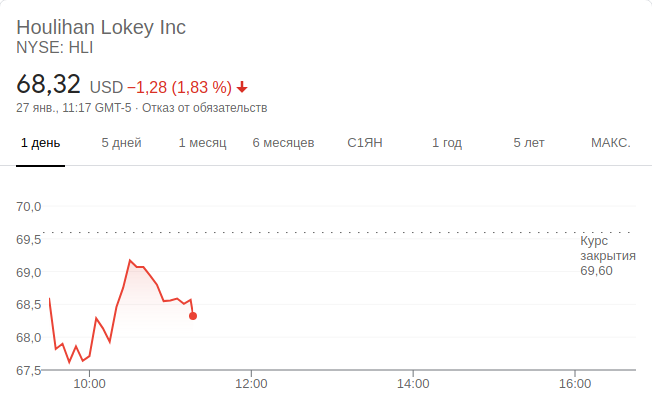 Houlihan Lokey Inc
NYSE: HLI
68,32 USD −1,28 (1,83 %)
27 янв., 11:17 GMT-5 · Отказ от обязательств
1 день 5 дней 1 месяц 6 месяцев С1ЯН 1 год 5 лет МАКС.
70,0
69,5
Курс
закрытия
69,60
69,0
68,5
68,0
67,5
10:00 12:00 14:00 16:00